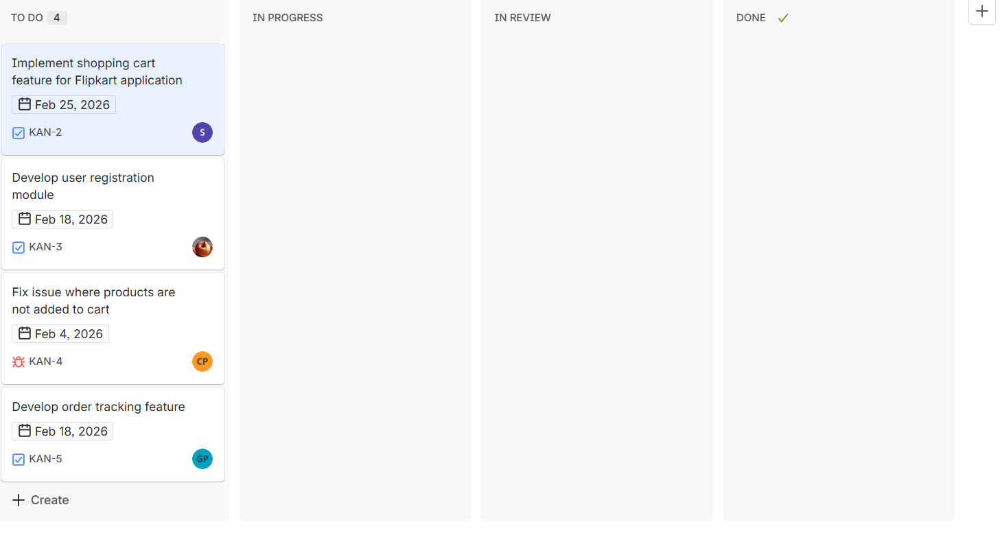 TO DO 4
Implement shopping cart
feature for Flipkart application
Feb 25, 2026
KAN-2
S
Develop user registration
module
Feb 18, 2026
KAN-3
Fix issue where products are
not added to cart
Feb 4, 2026
KAN-4
CP
Develop order tracking feature
Feb 18, 2026
KAN-5
GP
Create
IN PROGRESS
IN REVIEW
DONE